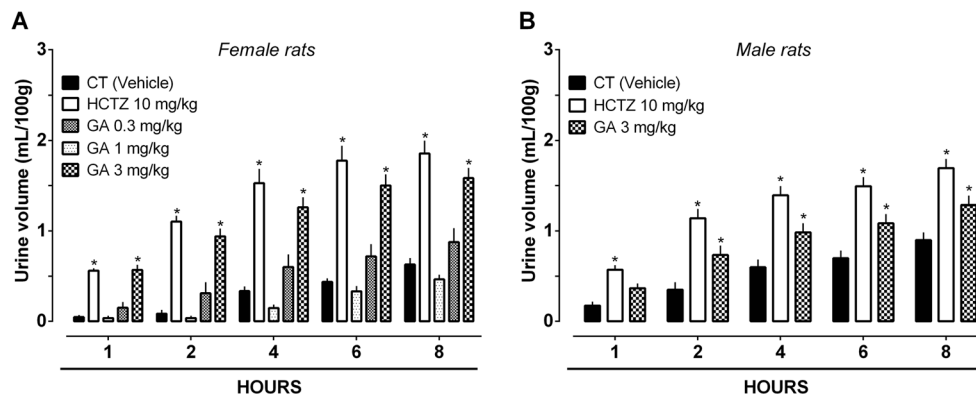 A
Female rats
Urine volume (mL/100g)
3
2
1
0
CT (Vehicle)
HCTZ 10 mg/kg
GA 0.3 mg/kg
GA 1 mg/kg
GA 3 mg/kg
* * * * * * * * * *
1 2 4 6 8
HOURS
B
Male rats
Urine volume (mL/100g)
3
2
1
0
CT (Vehicle)
HCTZ 10 mg/kg
GA 3 mg/kg
* * * * * * * * *
1 2 4 6 8
HOURS